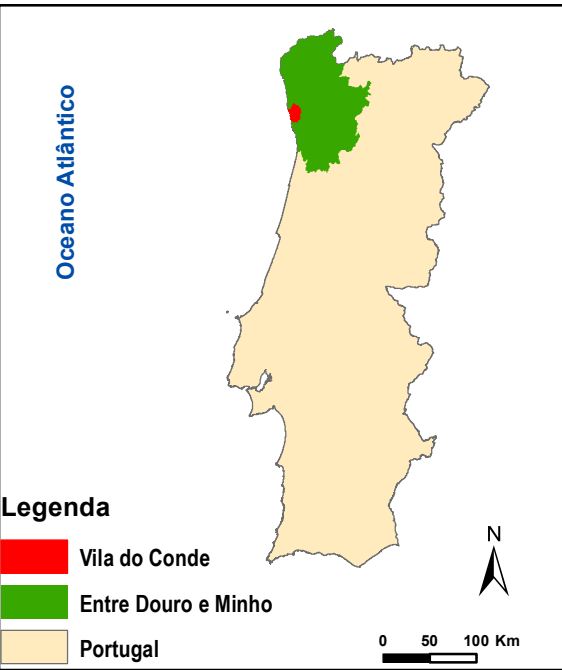 Oceano Atlântico
Legenda
Vila do Conde
Entre Douro e Minho
Portugal
N
0 50 100 Km